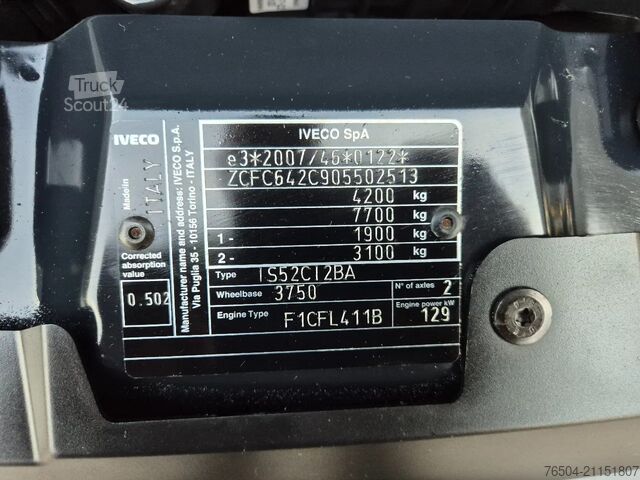 Truck
Scout24
IVECO
Made in
ITALY
Corrected
absorption
value
0.502
Manufacturer name and address: IVECO S.p.A.
Via Puglia 35 - 10156 Torino - ITALY
IVECO SpA
e3*2007/46*0122*
ZCFC642C905502513
4200 kg
7700 kg
1- 1900 kg
2- 3100 kg
Type IS52CI2BA
N° of axles 2
Wheelbase 3750
Engine power kW
Engine Type F1CFL411B 129
76504-21151807